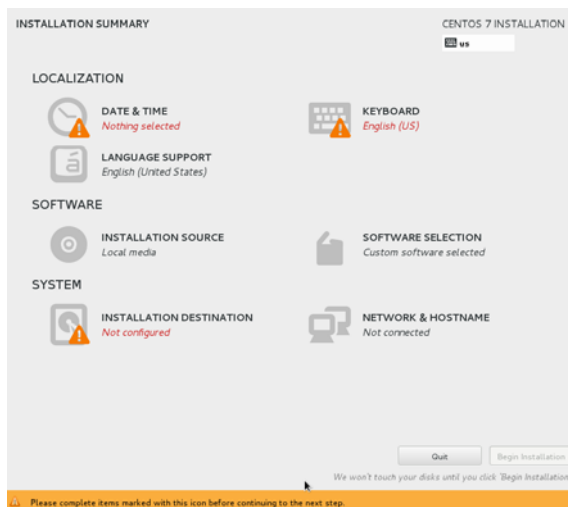 INSTALLATION SUMMARY
CENTOS 7 INSTALLATION
us
LOCALIZATION
DATE & TIME
Nothing selected
KEYBOARD
English (US)
LANGUAGE SUPPORT
English (United States)
SOFTWARE
INSTALLATION SOURCE
Local media
SOFTWARE SELECTION
Custom software selected
SYSTEM
INSTALLATION DESTINATION
Not configured
NETWORK & HOSTNAME
Not connected
Quit
Begin Installation
We won't touch your disks until you click 'Begin Installation
Please complete items marked with this icon before continuing to the next step.